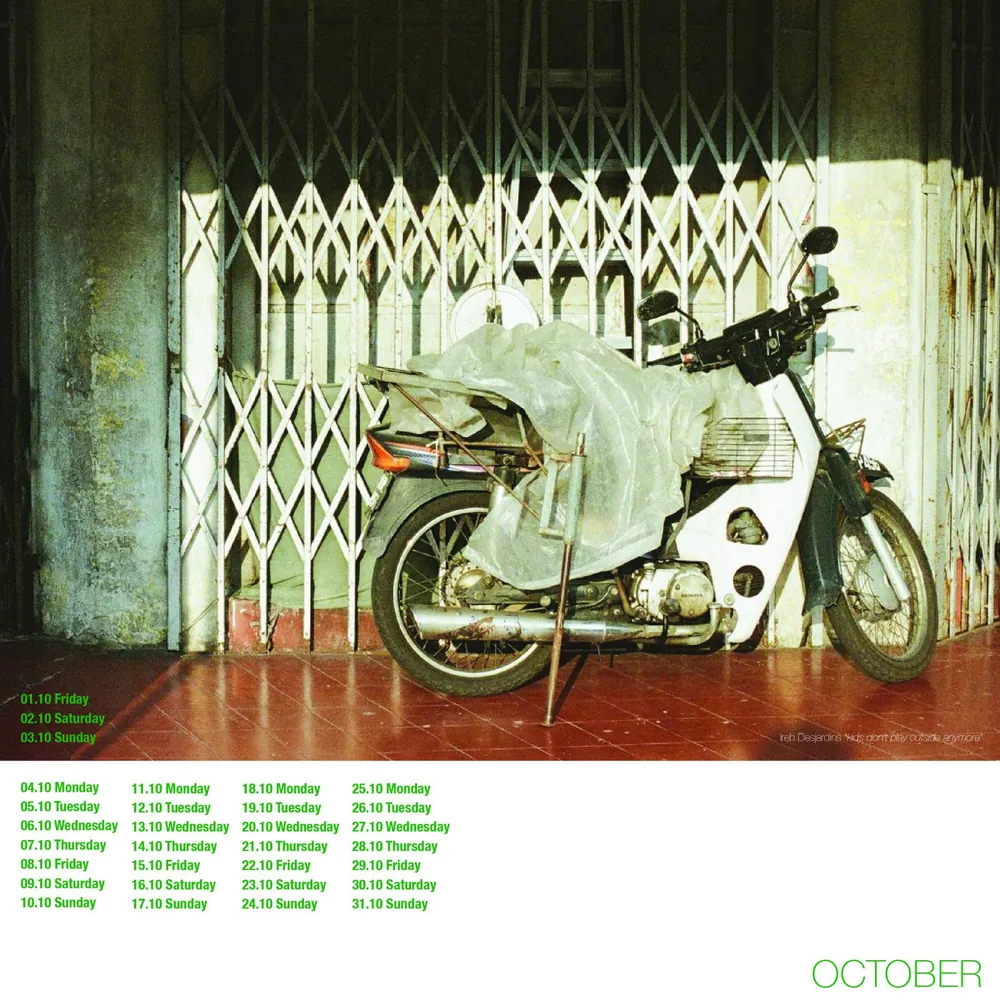 HONDA
01.10 Friday
02.10 Saturday
03.10 Sunday
Ireh Desjardins "kids don't play outside anymore"
04.10 Monday
05.10 Tuesday
06.10 Wednesday
07.10 Thursday
08.10 Friday
09.10 Saturday
10.10 Sunday
11.10 Monday
12.10 Tuesday
13.10 Wednesday
14.10 Thursday
15.10 Friday
16.10 Saturday
17.10 Sunday
18.10 Monday
19.10 Tuesday
20.10 Wednesday
21.10 Thursday
22.10 Friday
23.10 Saturday
24.10 Sunday
25.10 Monday
26.10 Tuesday
27.10 Wednesday
28.10 Thursday
29.10 Friday
30.10 Saturday
31.10 Sunday
OCTOBER